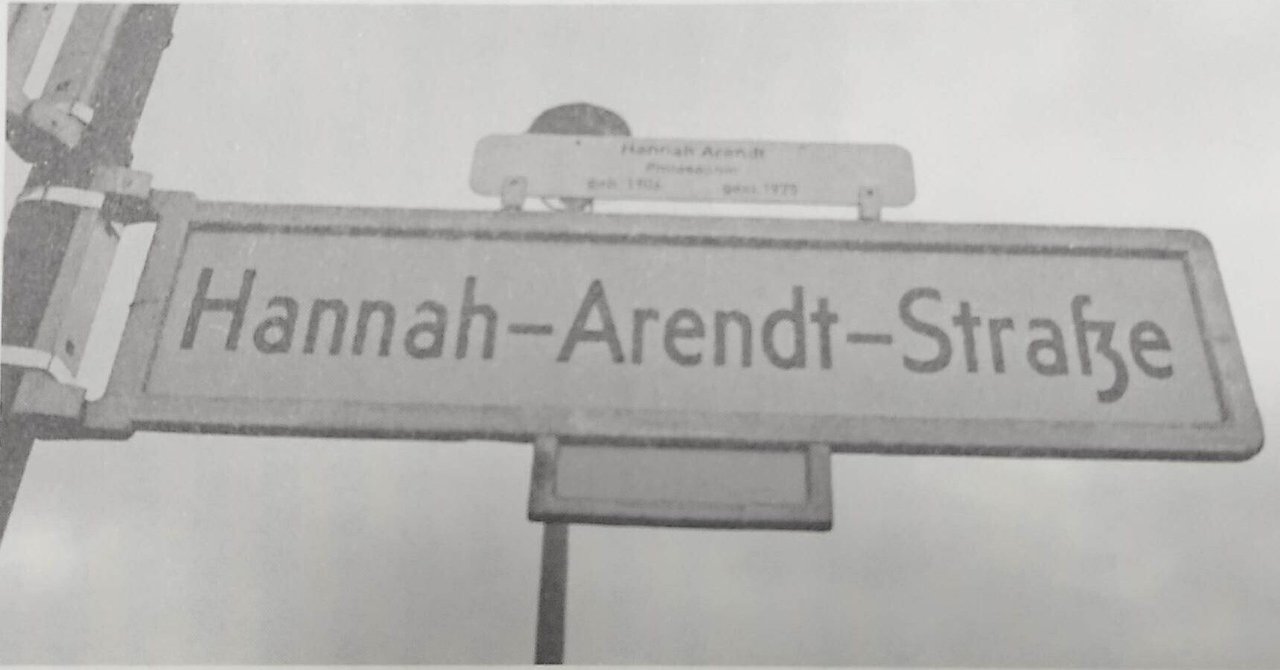 Hannah Arendt
Philosophin
geb. 1906 gest. 1975
Hannah-Arendt-Straße